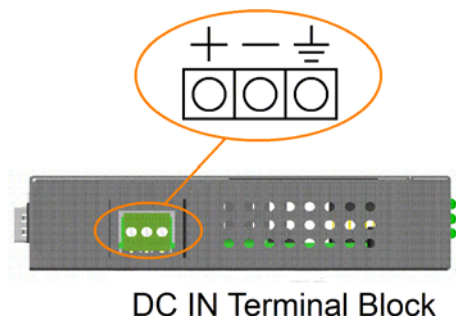 + — ⏚
DC IN Terminal Block